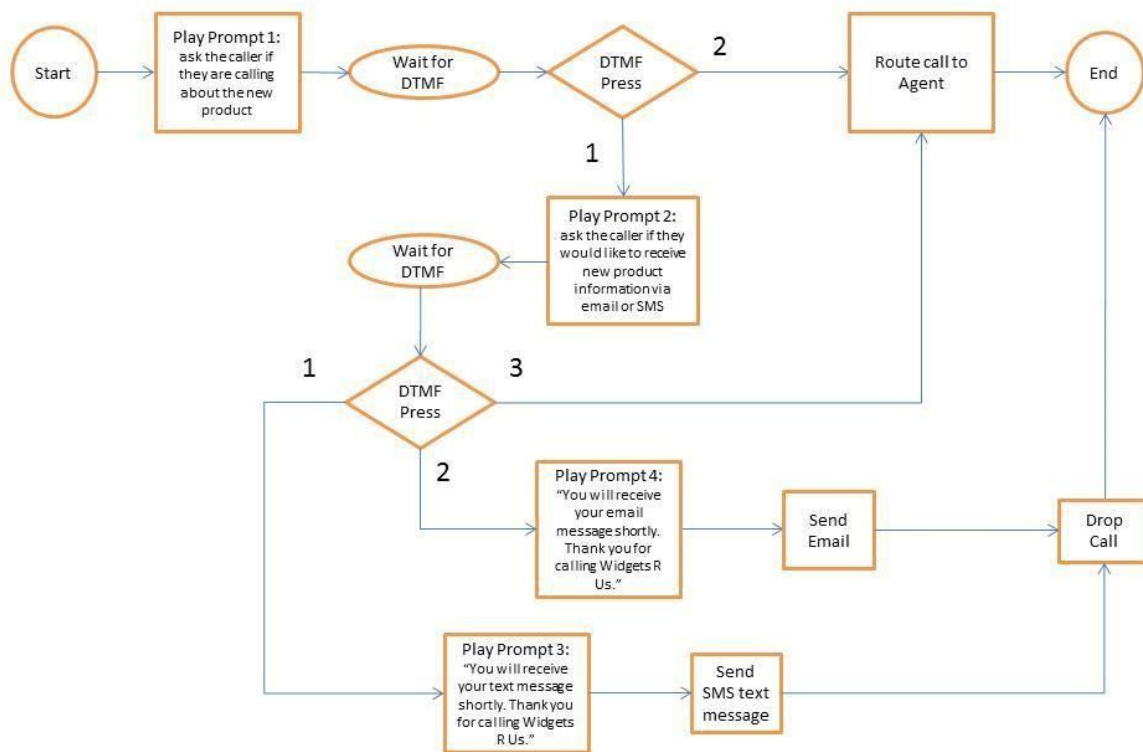 Start
Play Prompt 1:
ask the caller if
they are calling
about the new
product
Wait for
DTMF
DTMF
Press
2
Route call to
Agent
End
1
Play Prompt 2:
ask the caller if they
would like to receive
new product
information via
email or SMS
Wait for
DTMF
1
DTMF
Press
3
2
Play Prompt 4:
“You will receive
your email
message shortly.
Thank you for
calling Widgets R
Us.”
Send
Email
Drop
Call
Play Prompt 3:
“You will receive
your text message
shortly. Thank you
for calling Widgets
R Us.”
Send
SMS text
message